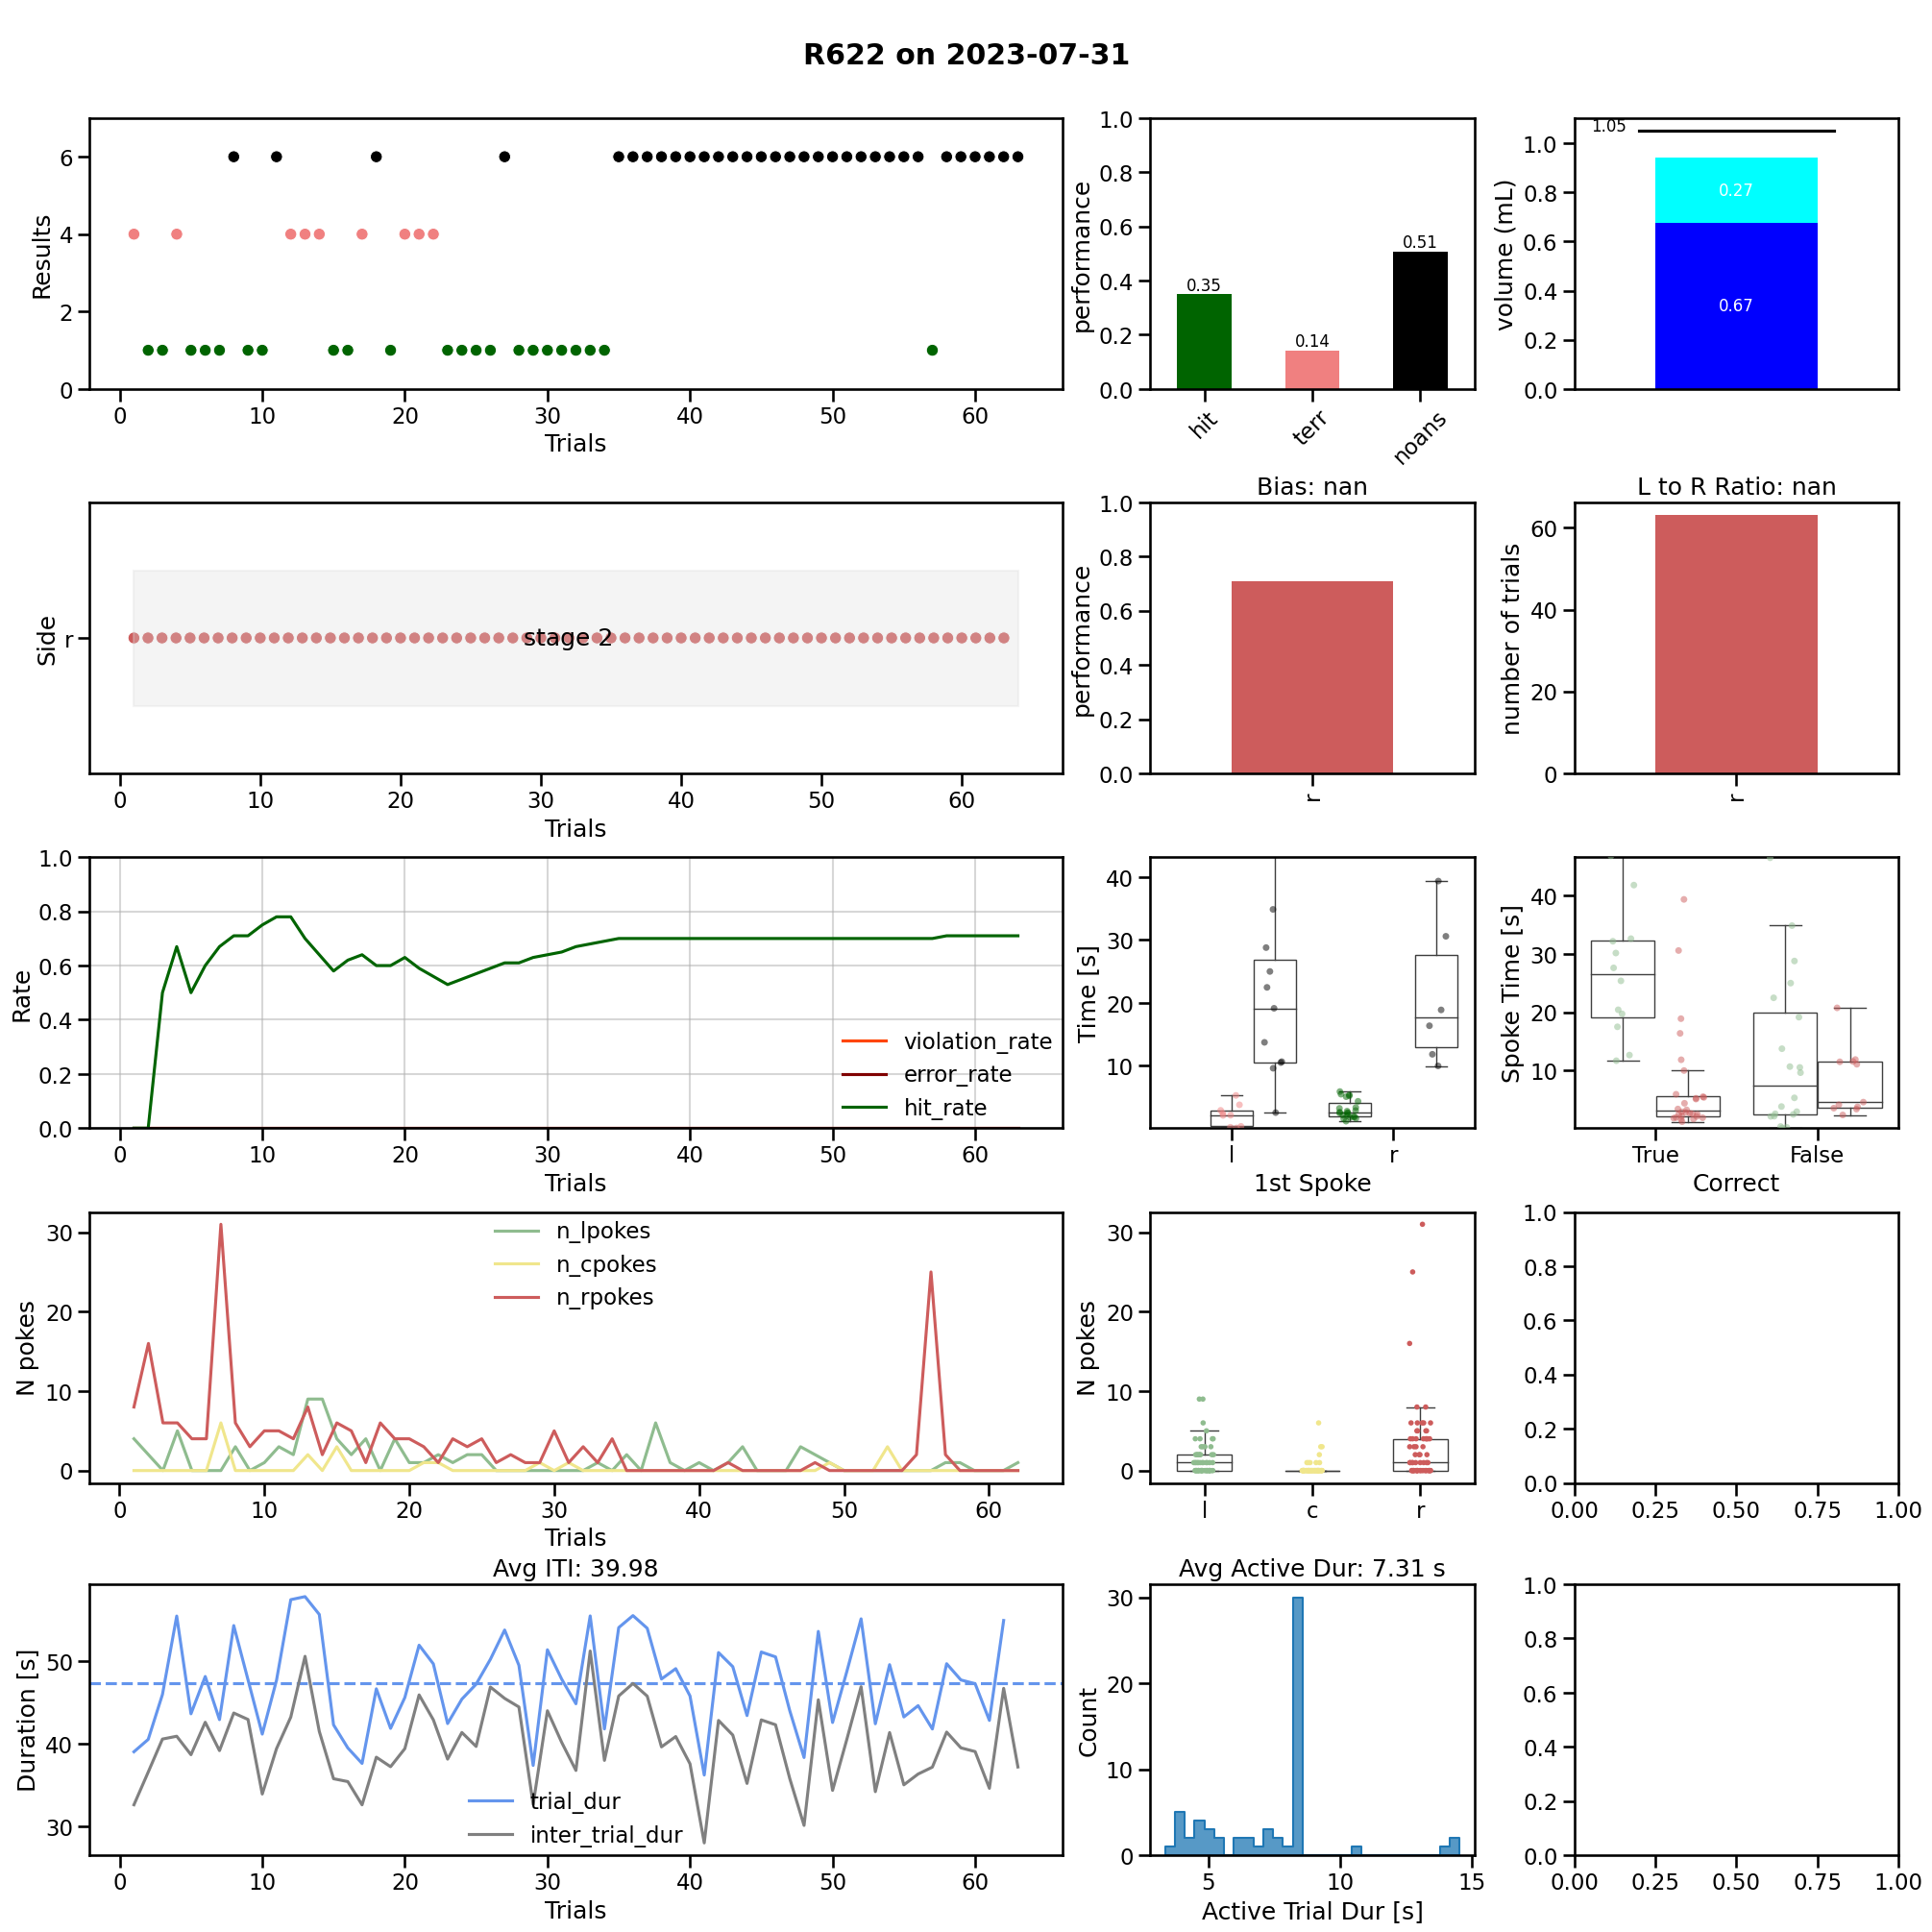 R622 on 2023-07-31
Results
6
4
2
0
0 10 20 30 40 50 60
Trials
performance
1.0
0.8
0.6
0.4
0.2
0.0
0.35
0.14
0.51
hit terr noans
volume (mL)
1.0
0.8
0.6
0.4
0.2
0.0
1.05
0.27
0.67
Side
r
stage 2
0 10 20 30 40 50 60
Trials
Bias: nan
performance
1.0
0.8
0.6
0.4
0.2
0.0
r
L to R Ratio: nan
number of trials
60
40
20
0
r
Rate
1.0
0.8
0.6
0.4
0.2
0.0
violation_rate
error_rate
hit_rate
0 10 20 30 40 50 60
Trials
Time [s]
40
30
20
10
l r
1st Spoke
Spoke Time [s]
40
30
20
10
True False
Correct
N pokes
30
20
10
0
n_lpokes
n_cpokes
n_rpokes
0 10 20 30 40 50 60
Trials
N pokes
30
20
10
0
l c r
1.0
0.8
0.6
0.4
0.2
0.0
0.00 0.25 0.50 0.75 1.00
Avg ITI: 39.98
Duration [s]
50
40
30
trial_dur
inter_trial_dur
0 10 20 30 40 50 60
Trials
Avg Active Dur: 7.31 s
Count
30
20
10
0
5 10 15
Active Trial Dur [s]
1.0
0.8
0.6
0.4
0.2
0.0
0.00 0.25 0.50 0.75 1.00